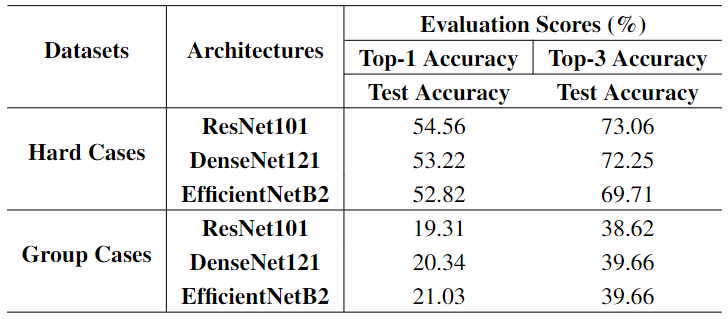 Datasets Architectures Evaluation Scores (%)
Top-1 Accuracy Top-3 Accuracy
Test Accuracy Test Accuracy
Hard Cases ResNet101 54.56 73.06
DenseNet121 53.22 72.25
EfficientNetB2 52.82 69.71
Group Cases ResNet101 19.31 38.62
DenseNet121 20.34 39.66
EfficientNetB2 21.03 39.66